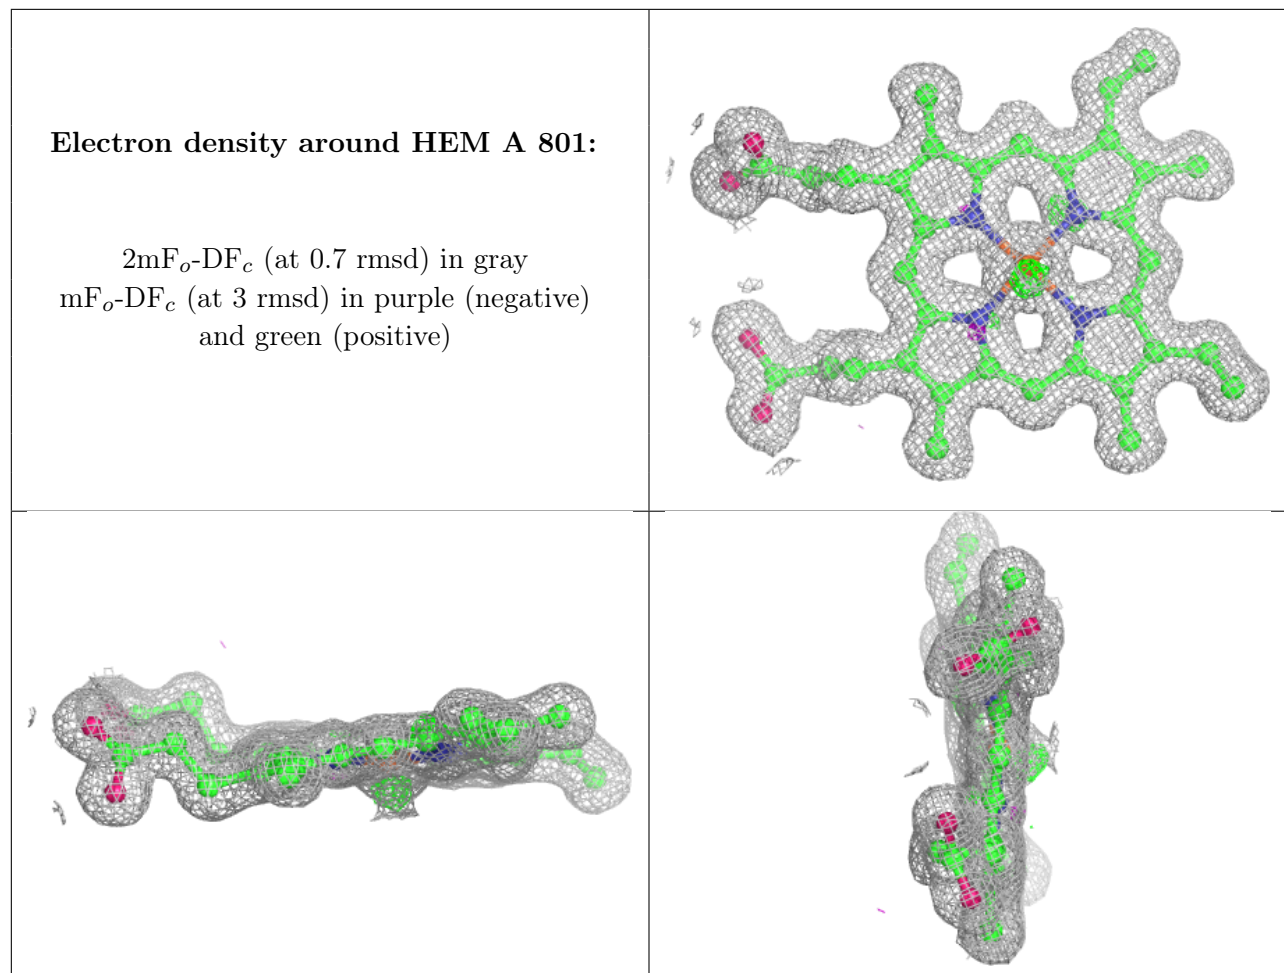 Electron density around HEM A 801:
2mFo-DFc (at 0.7 rmsd) in gray
mFo-DFc (at 3 rmsd) in purple (negative)
and green (positive)